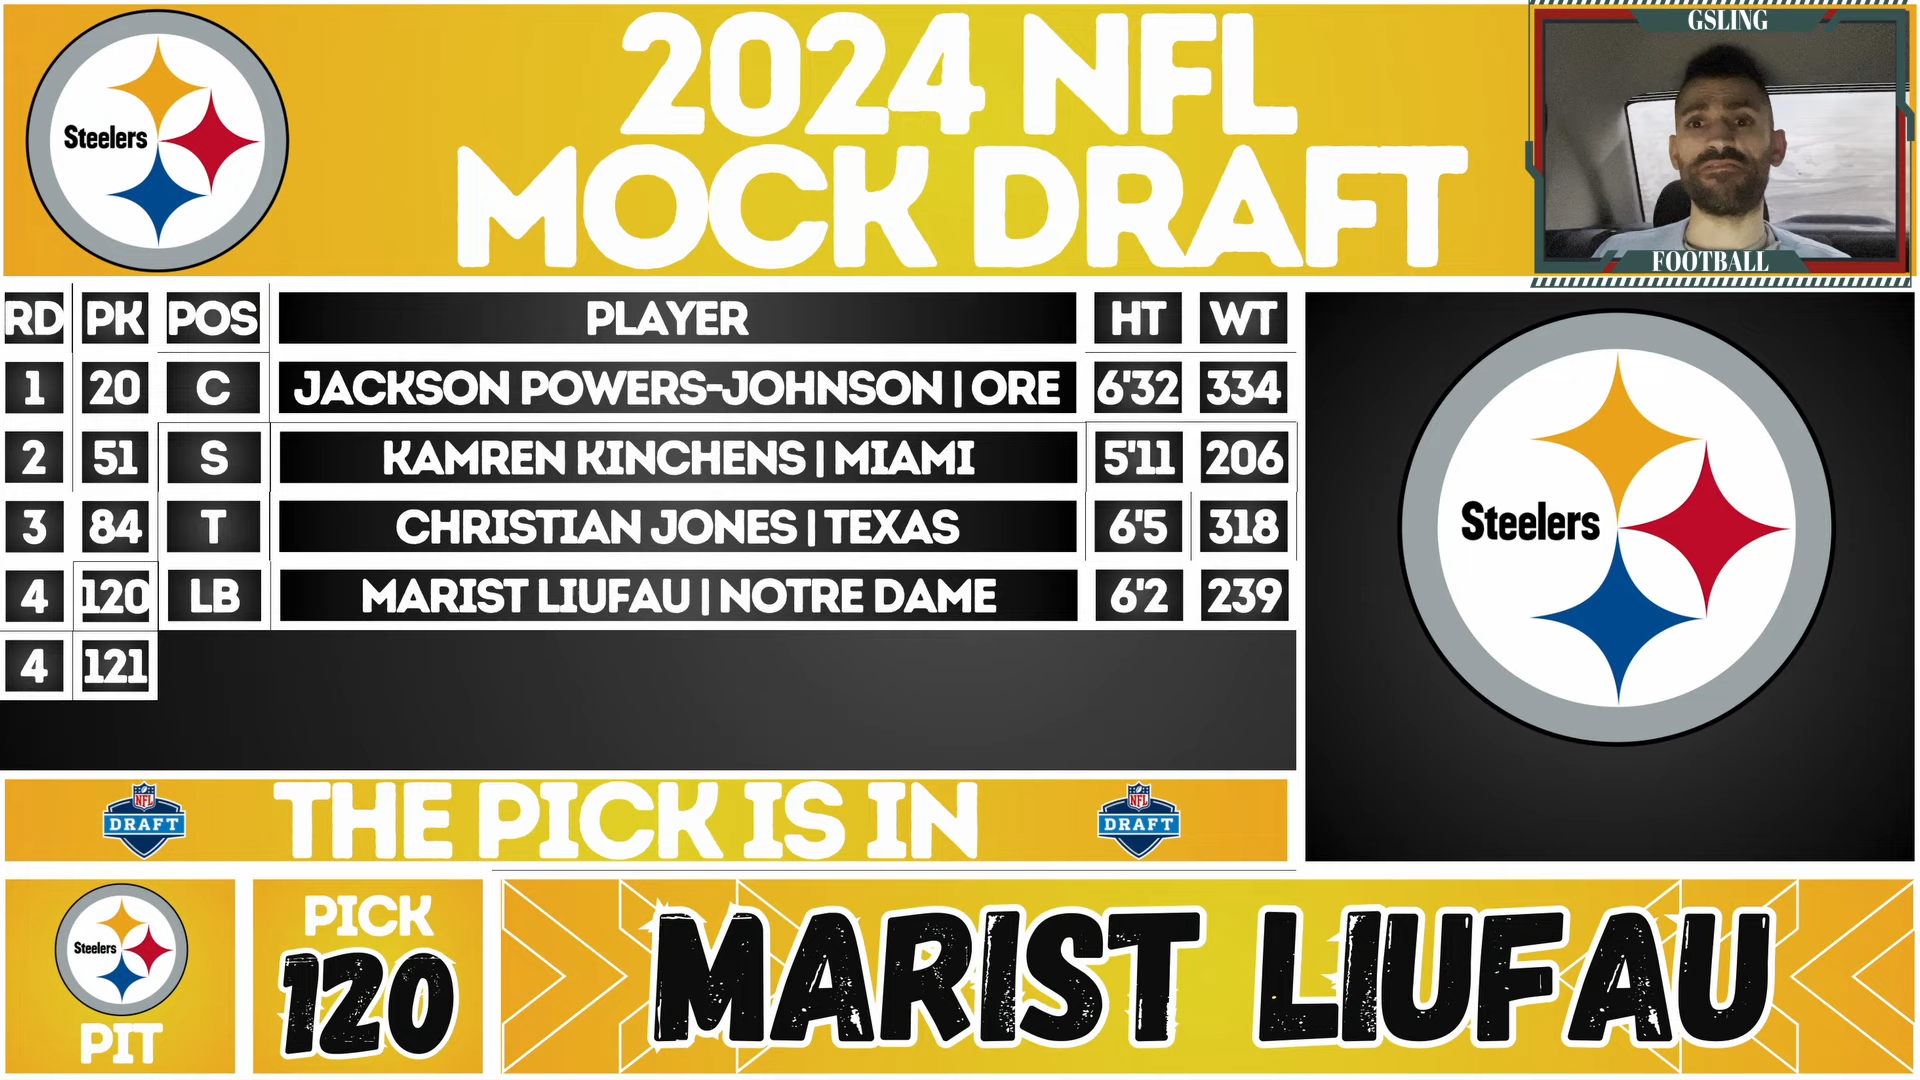 Steelers
2024 NFL
MOCK DRAFT
GSLING
FOOTBALL
RD PK POS PLAYER HT WT
1 20 C JACKSON POWERS-JOHNSON | ORE 6'32 334
2 51 S KAMREN KINCHENS | MIAMI 5'11 206
3 84 T CHRISTIAN JONES | TEXAS 6'5 318
4 120 LB MARIST LIUFAU | NOTRE DAME 6'2 239
4 121
Steelers
NFL
DRAFT
THE PICK IS IN
NFL
DRAFT
Steelers
PIT
PICK
120
MARIST LIUFAU